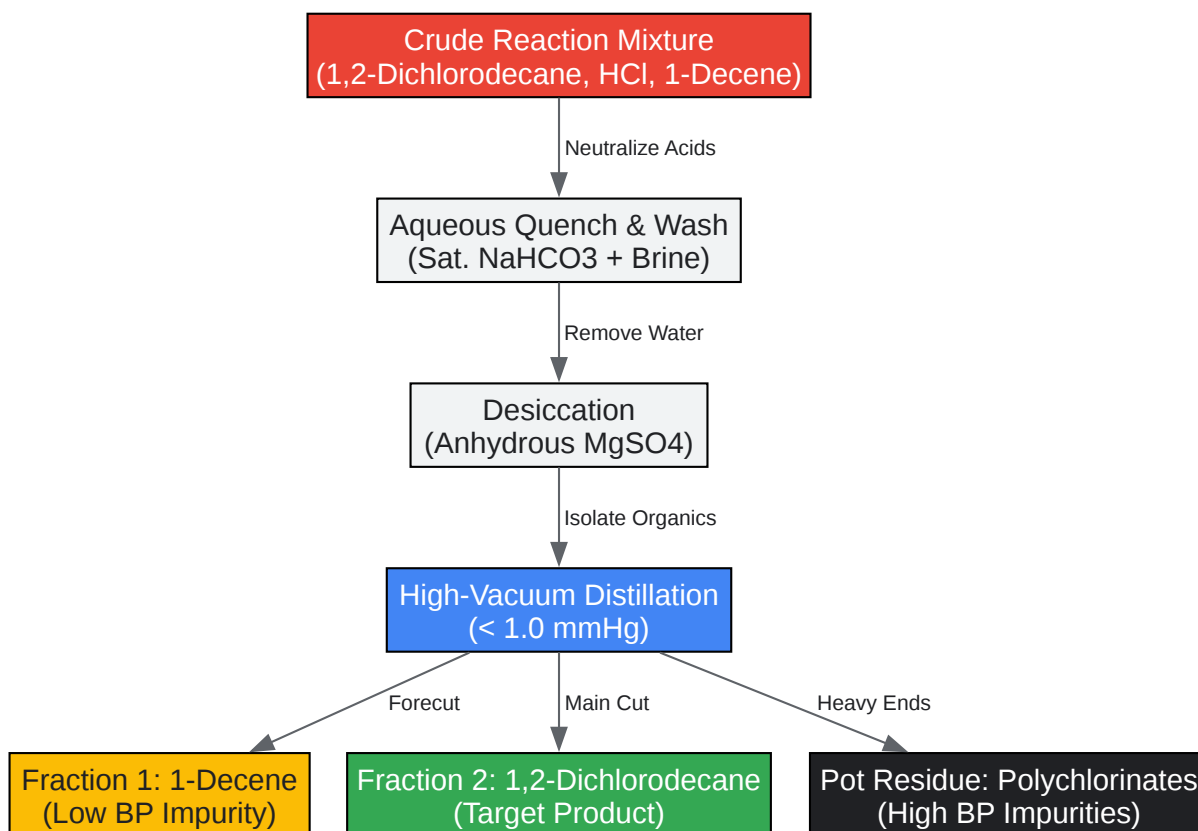 Crude Reaction Mixture
(1,2-Dichlorodecane, HCl, 1-Decene)
Neutralize Acids
Aqueous Quench & Wash
(Sat. NaHCO3 + Brine)
Remove Water
Desiccation
(Anhydrous MgSO4)
Isolate Organics
High-Vacuum Distillation
(< 1.0 mmHg)
Forecut
Main Cut
Heavy Ends
Fraction 1: 1-Decene
(Low BP Impurity)
Fraction 2: 1,2-Dichlorodecane
(Target Product)
Pot Residue: Polychlorinates
(High BP Impurities)